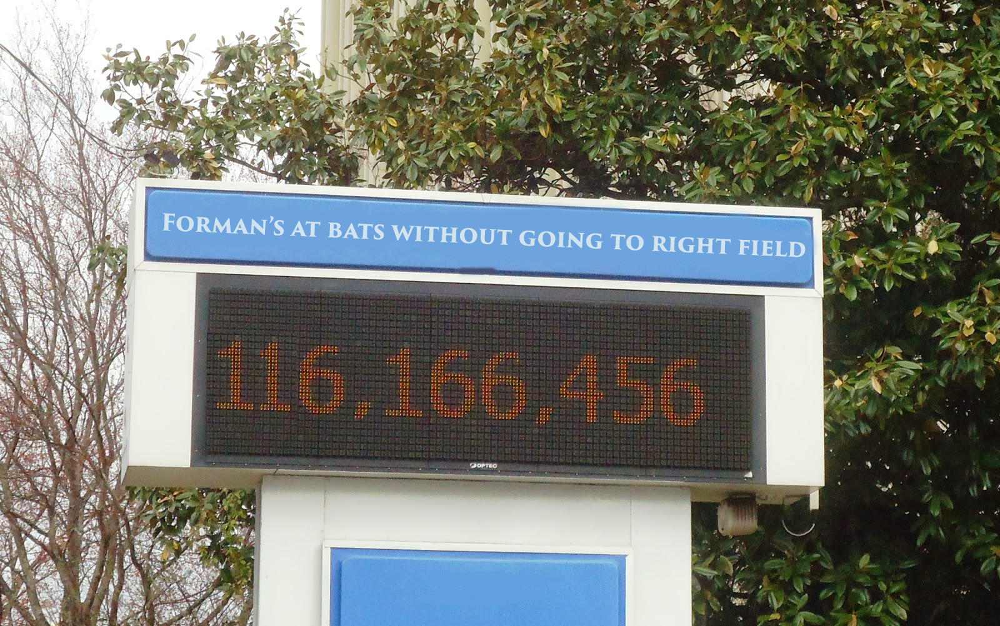 FORMAN'S AT BATS WITHOUT GOING TO RIGHT FIELD
116,166,456
OPTEC